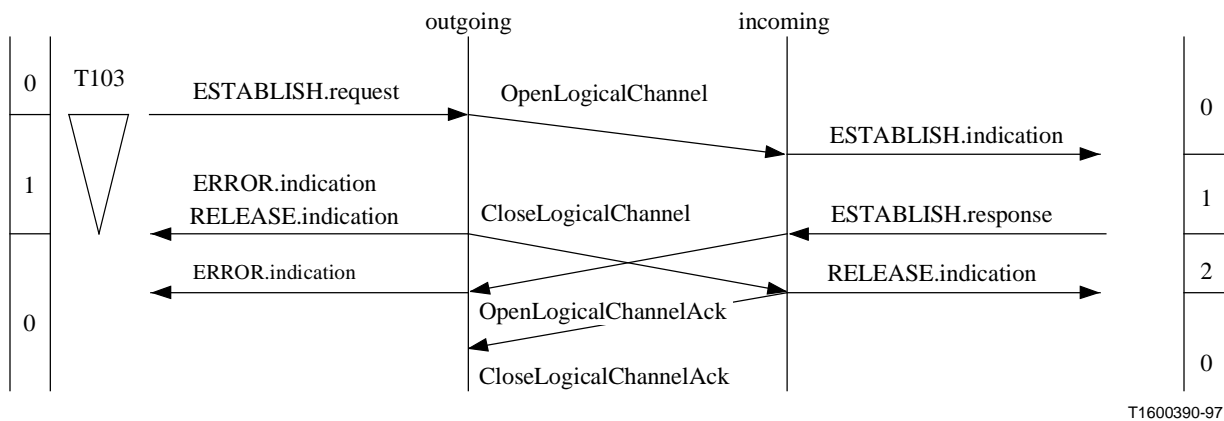 outgoing
incoming
0
T103
ESTABLISH.request
OpenLogicalChannel
0
ESTABLISH.indication
1
ERROR.indication
RELEASE.indication
CloseLogicalChannel
ESTABLISH.response
1
ERROR.indication
RELEASE.indication
2
0
OpenLogicalChannelAck
CloseLogicalChannelAck
0
T1600390-97